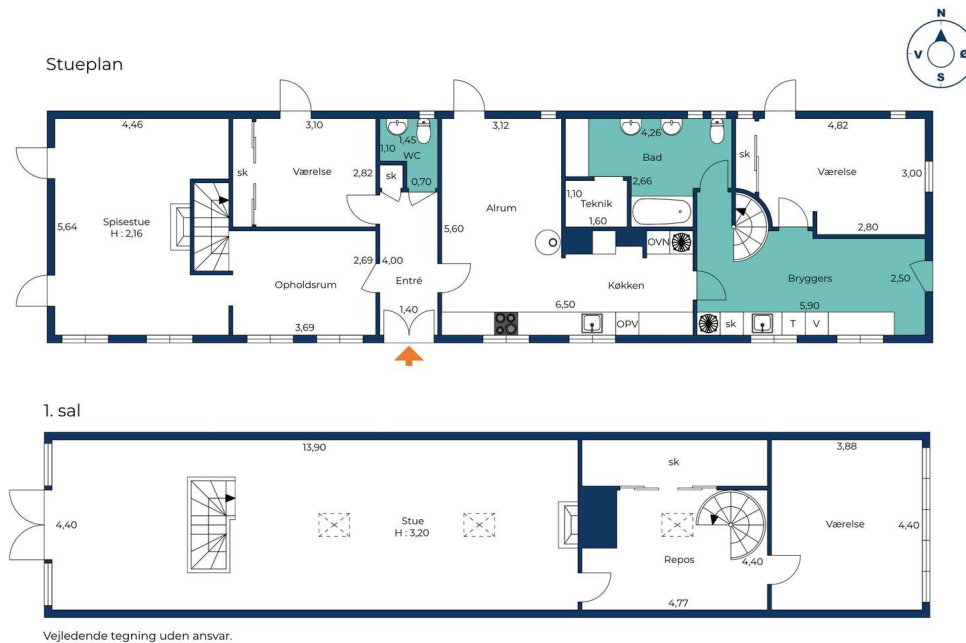 N
V
Ø
S
Stueplan
4,46
3,10
1,45
1,10
WC
3,12
4,26
4,82
sk
2,82
Værelse
sk
0,70
Bad
2,66
sk
Værelse
3,00
5,64
Spisestue
H : 2,16
Alrum
1,10
Teknik
1,60
2,80
5,60
2,69
4,00
Opholdsrum
Entré
OVN
Køkken
Bryggers
2,50
3,69
1,40
6,50
5,90
OPV
sk
T
V
1. sal
13,90
3,88
sk
4,40
Stue
H : 3,20
Værelse
4,40
Repos
4,40
4,77
Vejledende tegning uden ansvar.